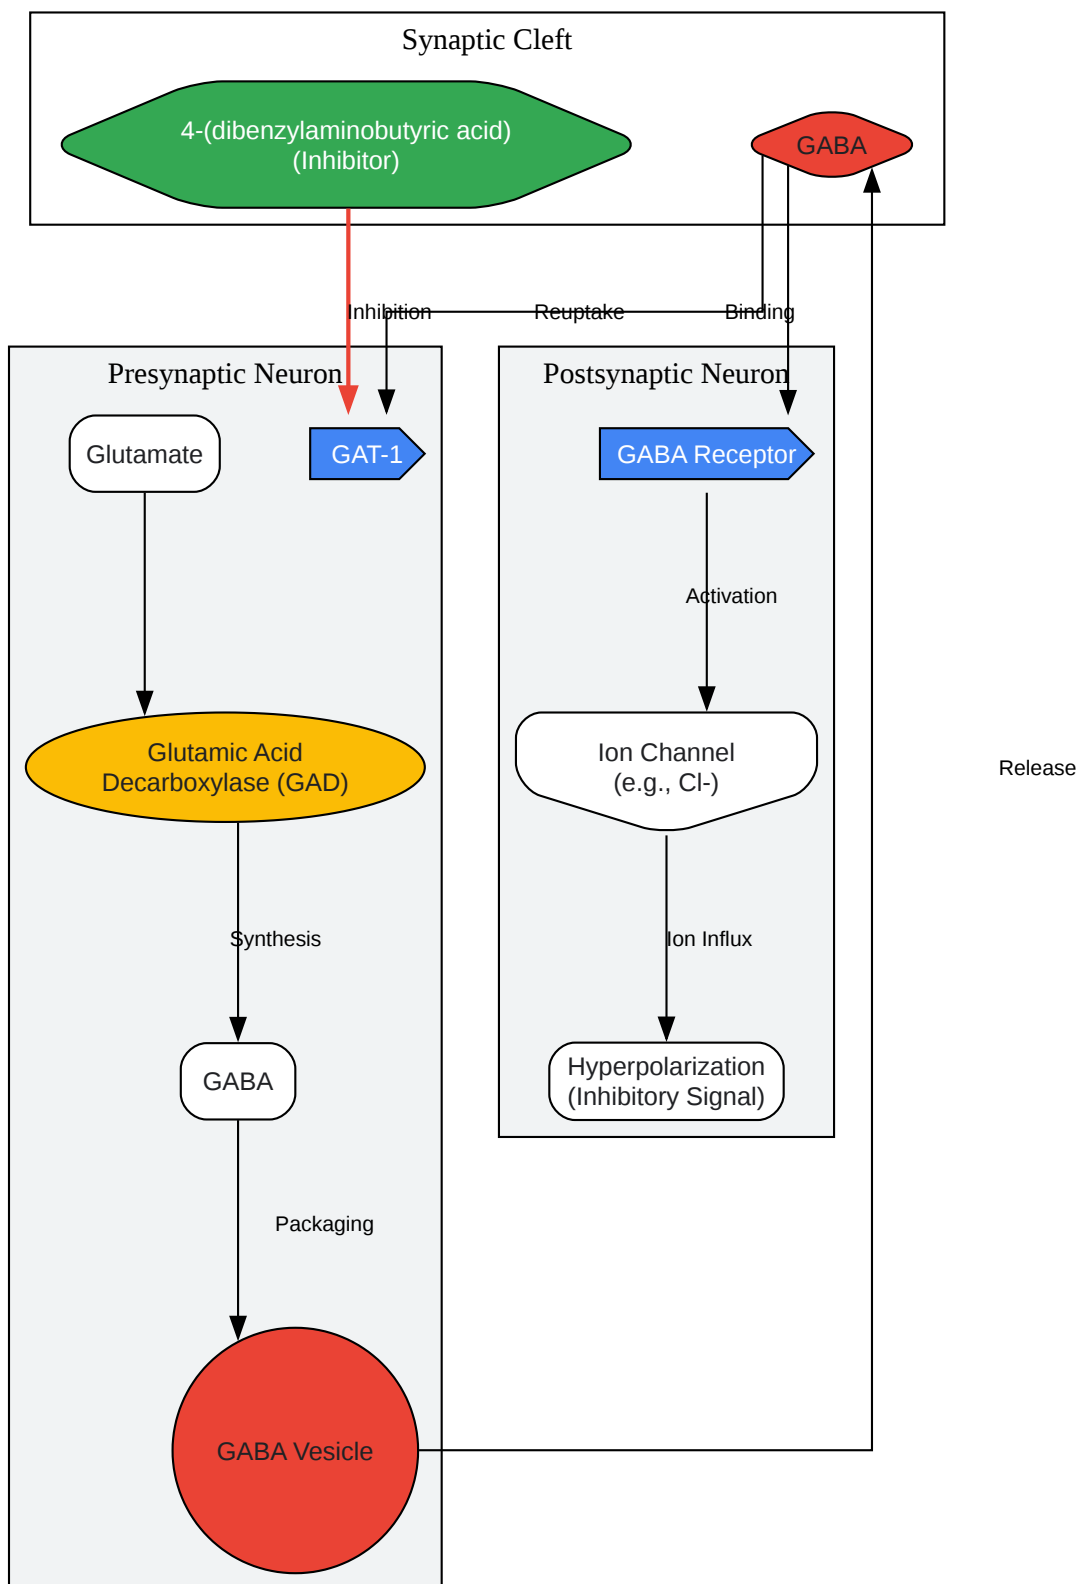 Synaptic Cleft
4-(dibenzylaminobutyric acid)
(Inhibitor)
GABA
Inhibition
Reuptake
Binding
Presynaptic Neuron
Postsynaptic Neuron
Glutamate
GAT-1
GABA Receptor
Activation
Glutamic Acid
Decarboxylase (GAD)
Ion Channel
(e.g., Cl-)
Release
Synthesis
Ion Influx
GABA
Hyperpolarization
(Inhibitory Signal)
Packaging
GABA Vesicle